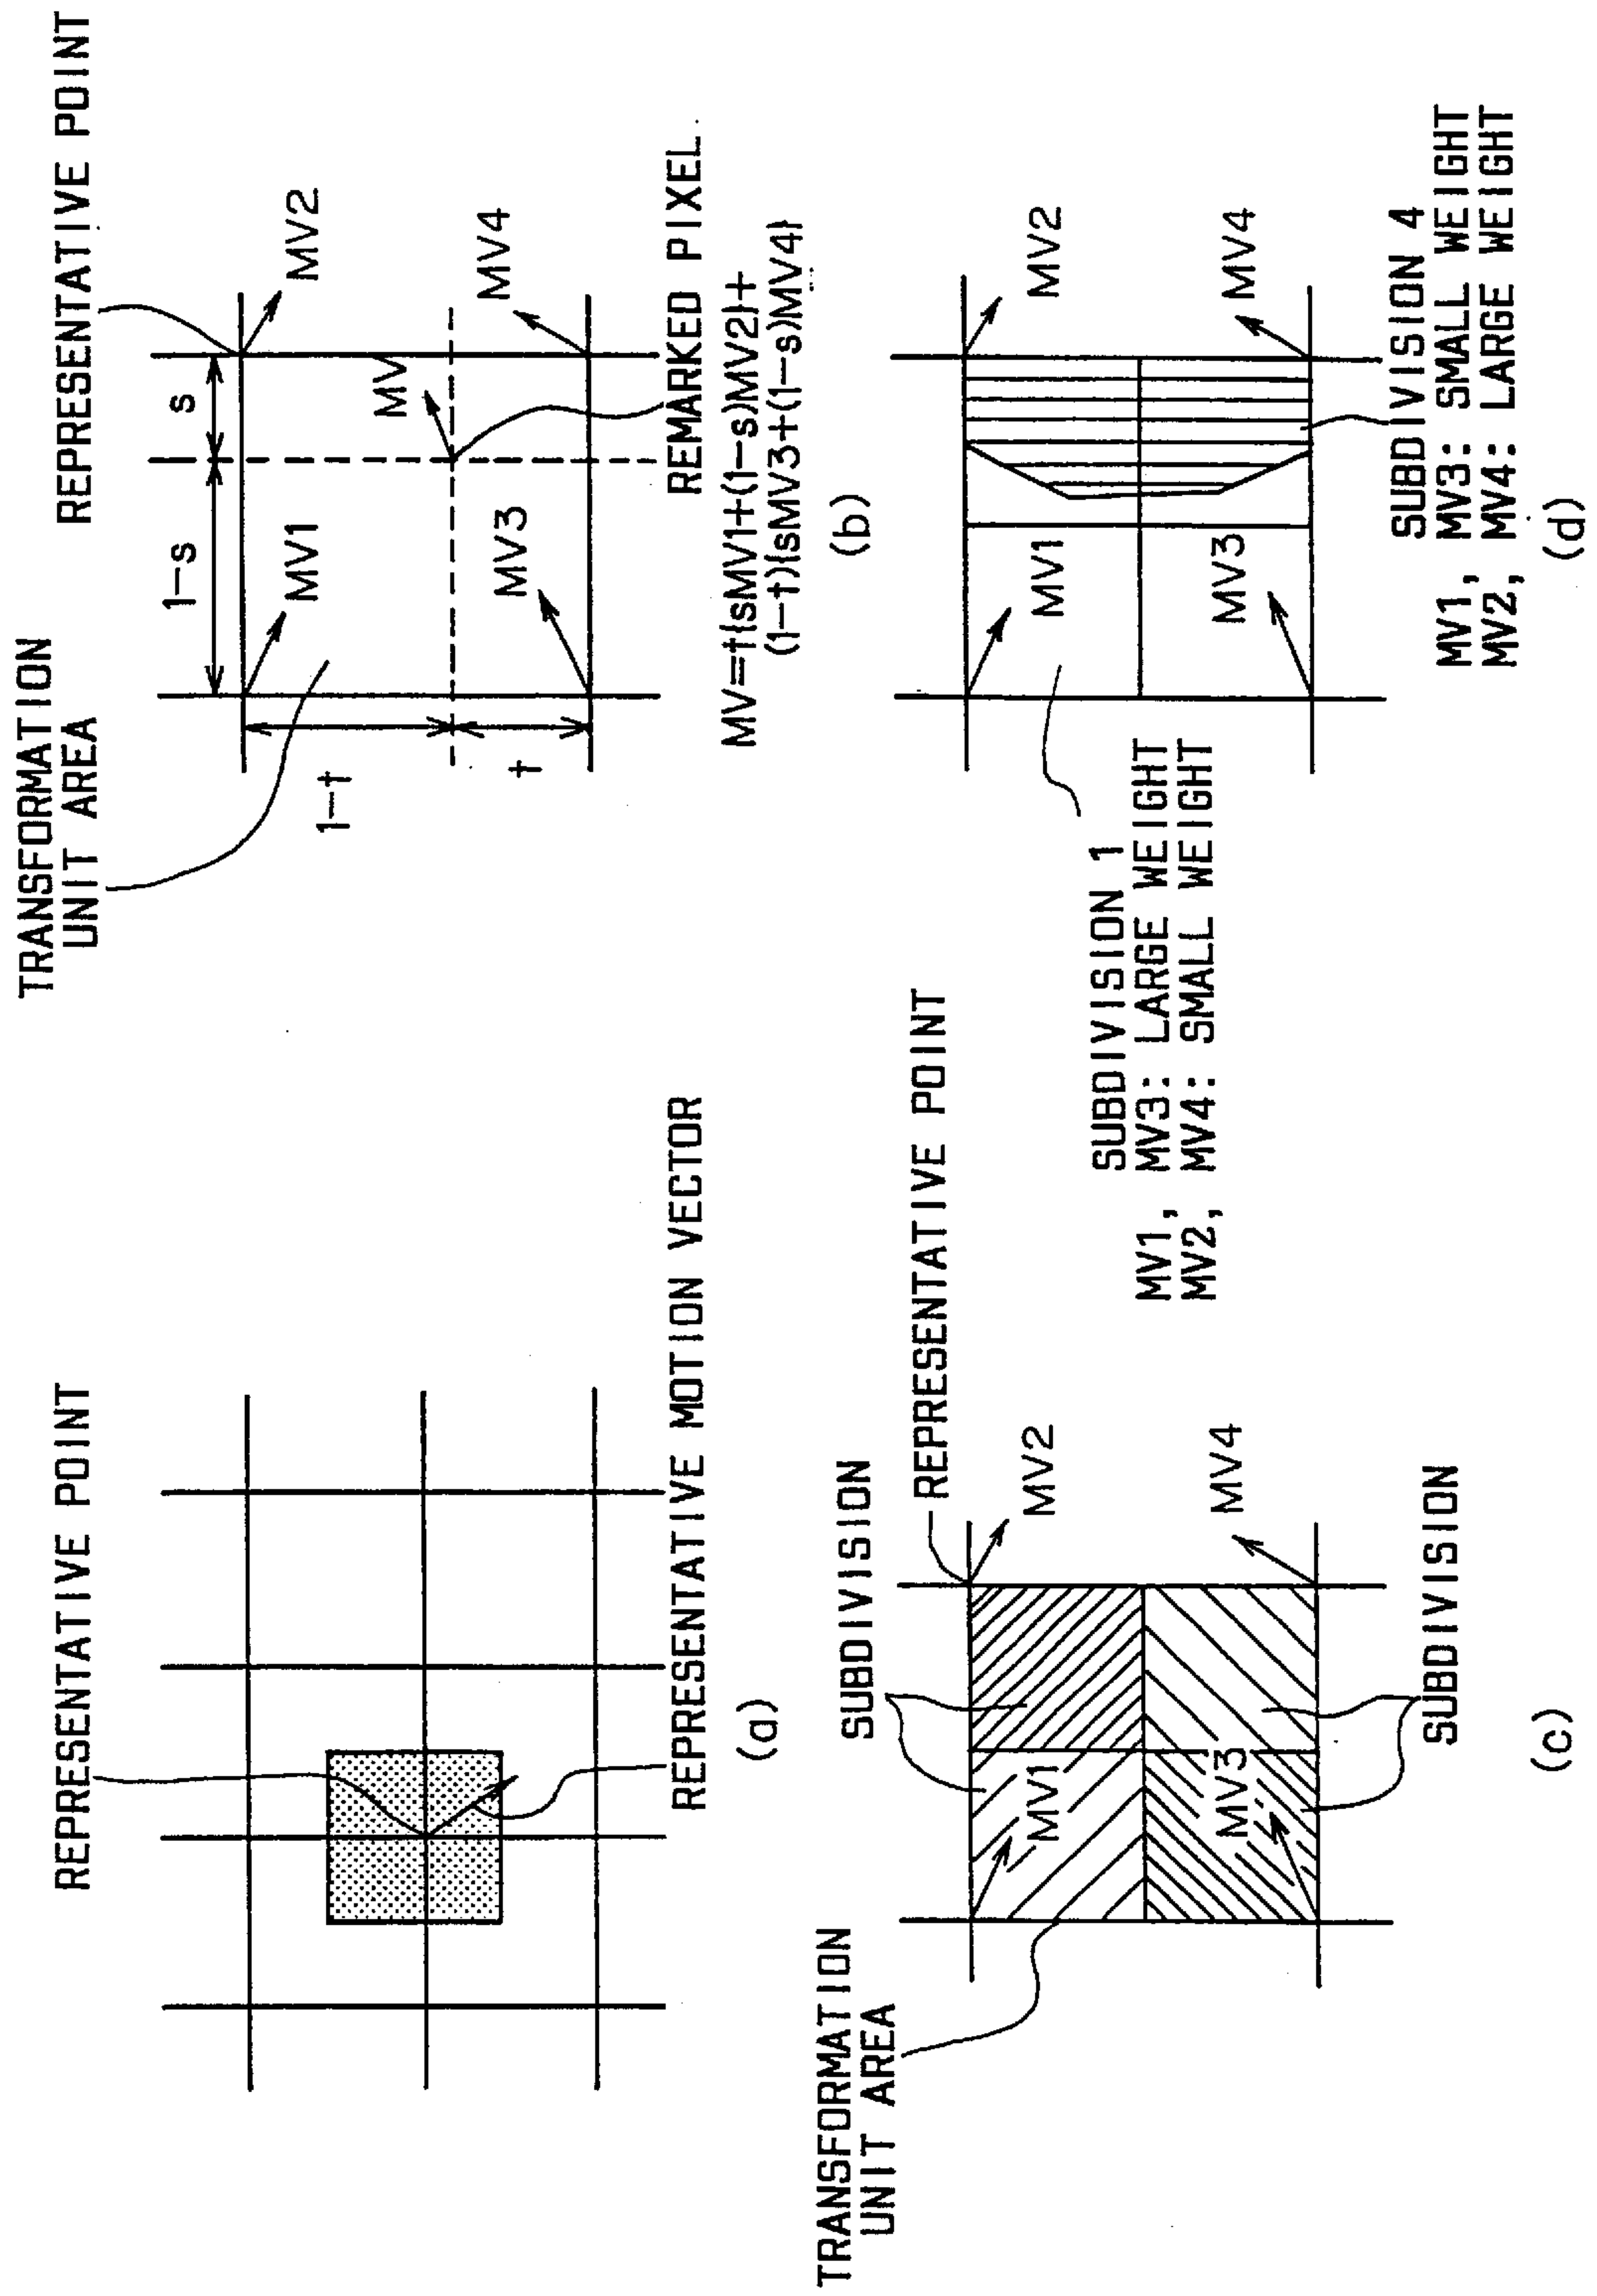 REPRESENTATIVE POINT
REPRESENTATIVE MOTION VECTOR
(a)
TRANSFORMATION
UNIT AREA
REPRESENTATIVE POINT
1-s
s
1-t
t
MV1
MV2
MV
MV3
MV4
REMARKED PIXEL
MV=t{sMV1+(1-s)MV2}+
(1-t){sMV3+(1-s)MV4}
(b)
TRANSFORMATION
UNIT AREA
SUBDIVISION
REPRESENTATIVE POINT
MV1
MV2
MV3
MV4
SUBDIVISION
(c)
SUBDIVISION 1
MV1, MV3: LARGE WEIGHT
MV2, MV4: SMALL WEIGHT
MV1
MV2
MV3
MV4
SUBDIVISION 4
MV1, MV3: SMALL WEIGHT
MV2, MV4: LARGE WEIGHT
(d)